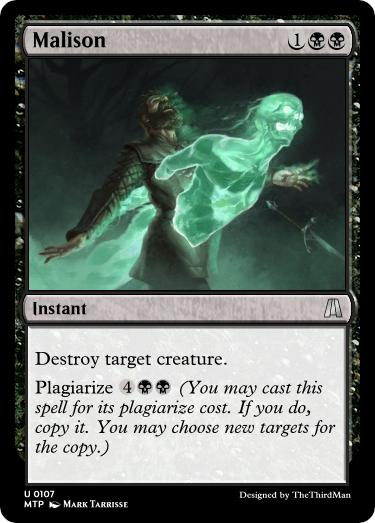 Malison 1
Instant
Destroy target creature.
Plagiarize 4 (You may cast this
spell for its plagiarize cost. If you do,
copy it. You may choose new targets for
the copy.)
U 0107
MTP Mark Tarrisse
Designed by TheThirdMan